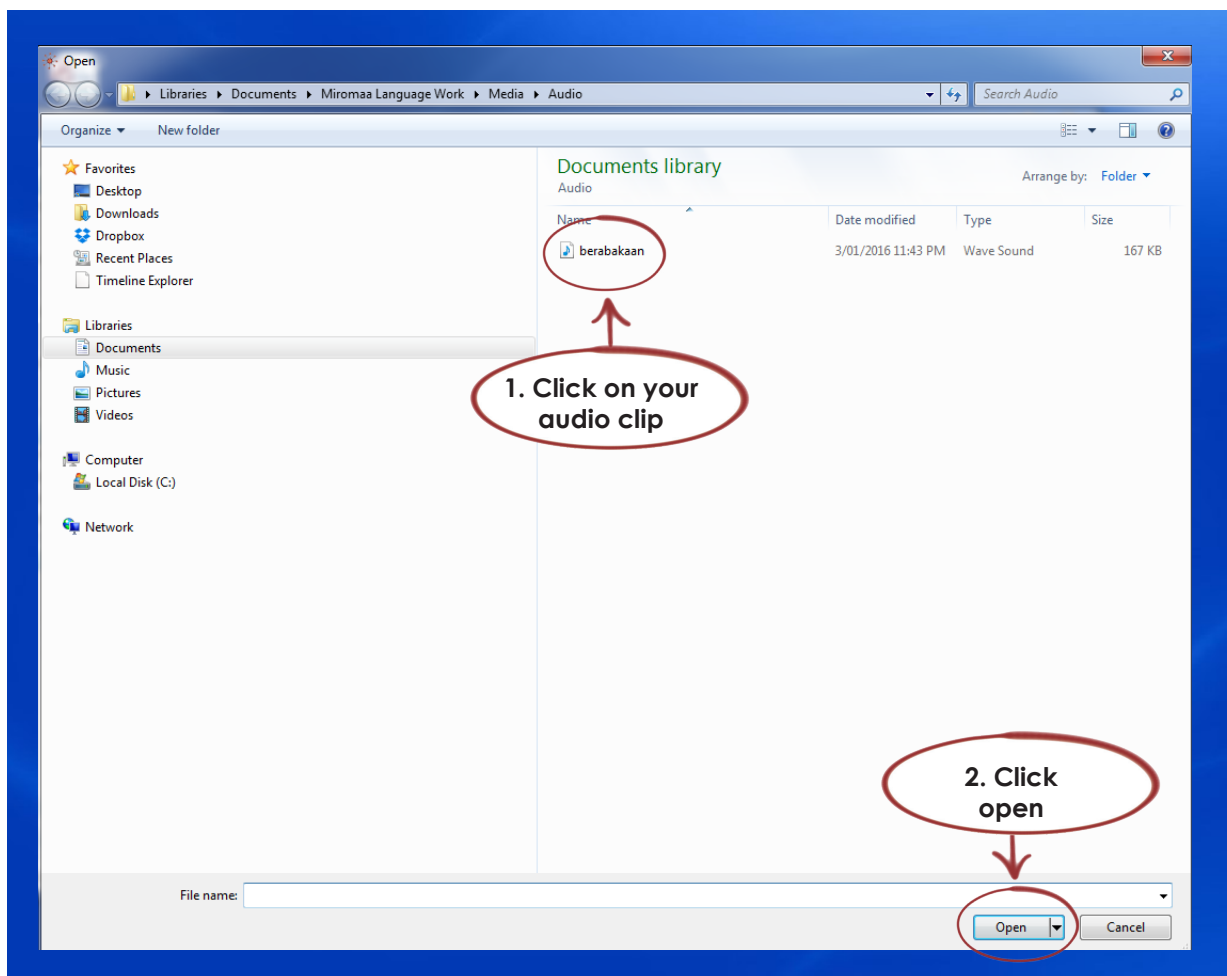 Open
Libraries Documents Miromaa Language Work Media Audio Search Audio
Organize New folder
Favorites
Desktop
Downloads
Dropbox
Recent Places
Timeline Explorer
Libraries
Documents
Music
Pictures
Videos
Computer
Local Disk (C:)
Network
Documents library
Audio
Arrange by: Folder
Name Date modified Type Size
berabakaan 3/01/2016 11:43 PM Wave Sound 167 KB
1. Click on your
audio clip
2. Click
open
File name:
Open Cancel